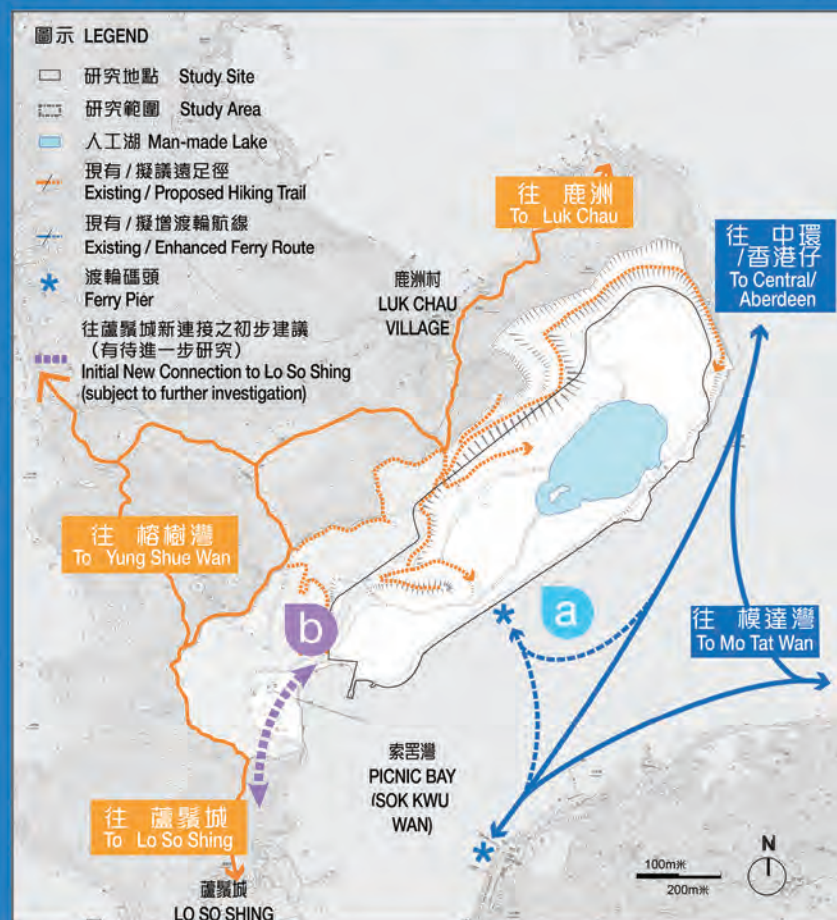 圖示 LEGEND
研究地點 Study Site
研究範圍 Study Area
人工湖 Man-made Lake
現有/擬議遠足徑
Existing / Proposed Hiking Trail
現有/擬增渡輪航線
Existing / Enhanced Ferry Route
渡輪碼頭
Ferry Pier
往蘆鬚城新連接之初步建議
（有待進一步研究）
Initial New Connection to Lo So Shing
(subject to further investigation)
往 鹿洲
To Luk Chau
往 中環
/香港仔
To Central/
Aberdeen
鹿洲村
LUK CHAU
VILLAGE
往 榕樹灣
To Yung Shue Wan
b
a
往 模達灣
To Mo Tat Wan
索罟灣
PICNIC BAY
(SOK KWU
WAN)
往 蘆鬚城
To Lo So Shing
蘆鬚城
LO SO SHING
100m米
200m米
N